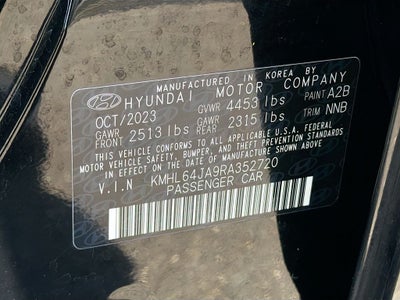 MANUFACTURED IN KOREA BY
HYUNDAI MOTOR COMPANY
OCT/2023 GVWR 4453 lbs PAINT A2B
GAWR FRONT 2513 lbs GAWR REAR 2315 lbs TRIM NNB
THIS VEHICLE CONFORMS TO ALL APPLICABLE U.S.A. FEDERAL
MOTOR VEHICLE SAFETY, BUMPER, AND THEFT PREVENTION STANDARDS
IN EFFECT ON THE DATE OF MANUFACTURE SHOWN ABOVE.
V.I.N KMHL64JA9RA352720
PASSENGER CAR